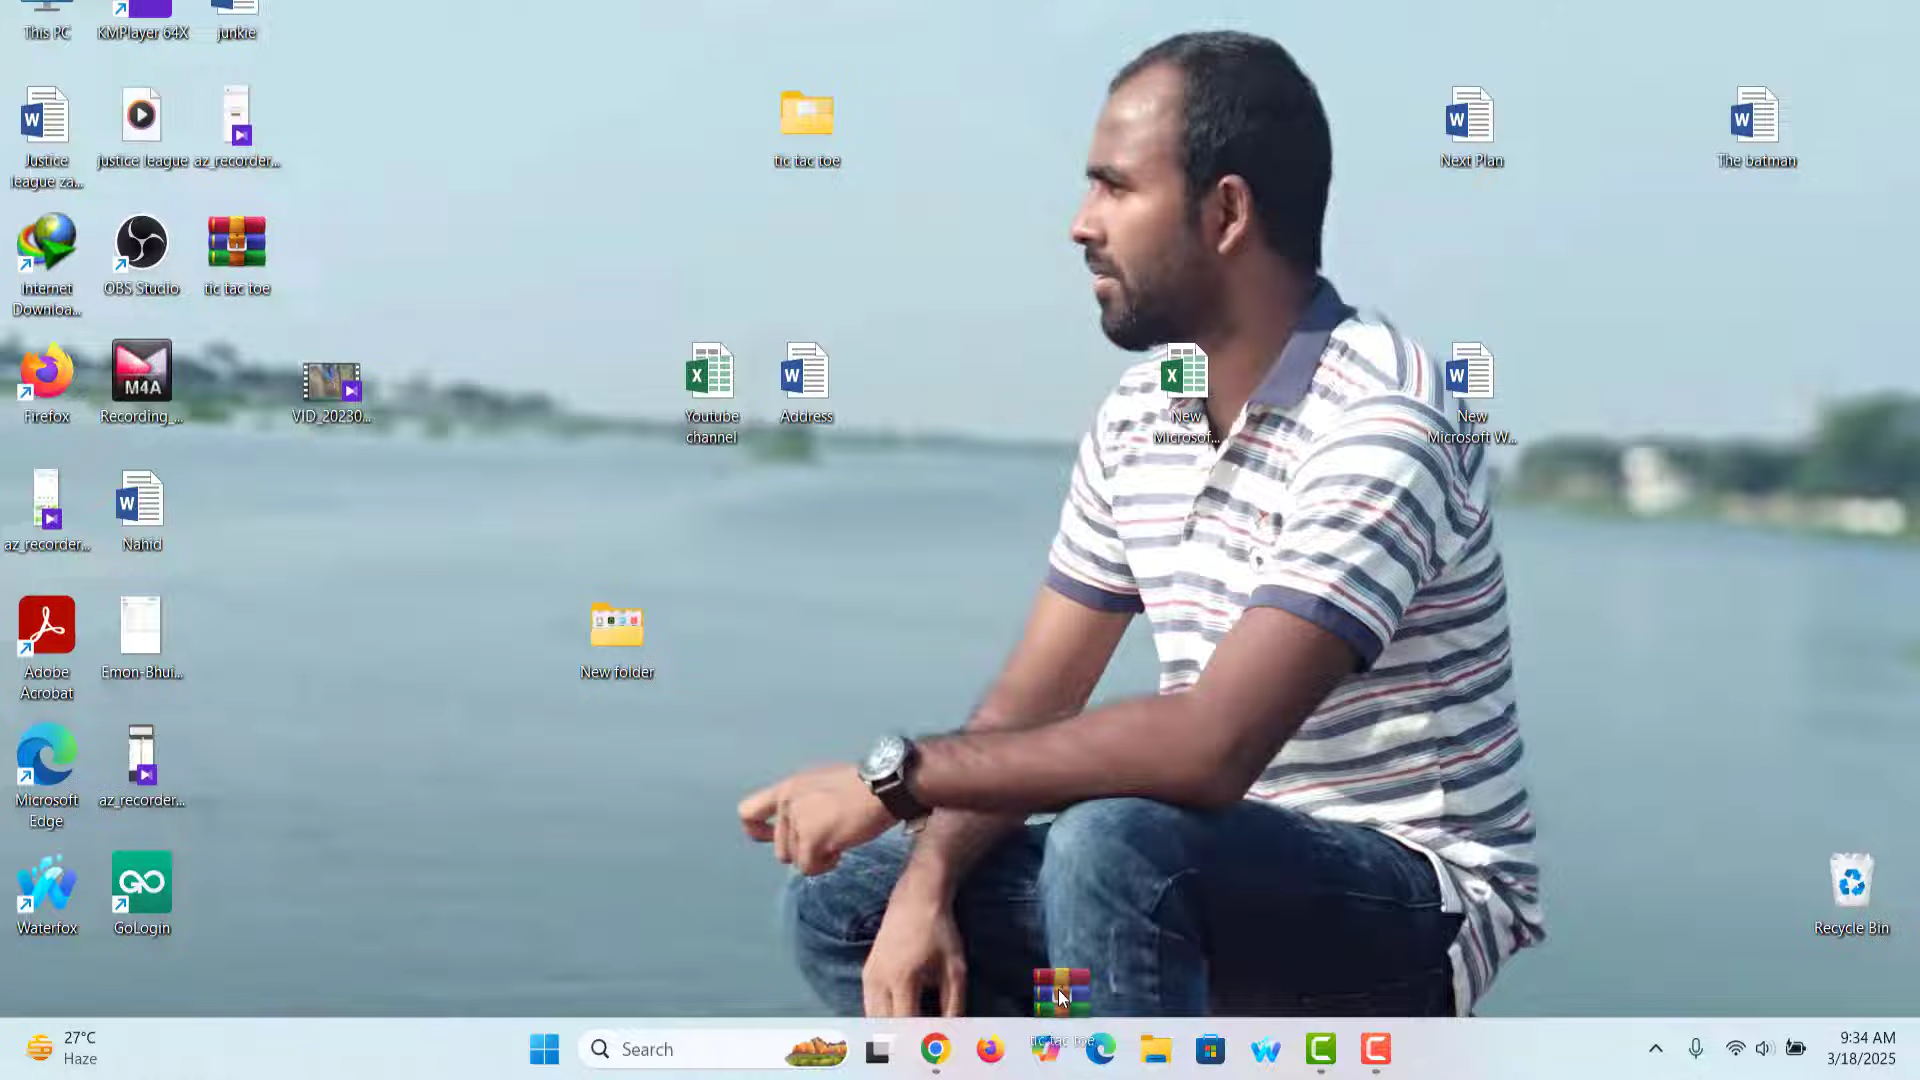 This PC
KMPlayer 64X
junkie
Justice
league za...
justice league
az_recorder...
tic tac toe
Next Plan
The batman
Internet
Downloa...
OBS Studio
tic tac toe
Firefox
M4A
Recording_...
VID_20230...
Youtube
channel
Address
New
Microsof...
New
Microsoft W...
az_recorder...
Nahid
Adobe
Acrobat
Emon-Bhui...
New folder
Microsoft
Edge
az_recorder...
Waterfox
GoLogin
Recycle Bin
tic tac toe
27°C
Haze
Search
9:34 AM
3/18/2025